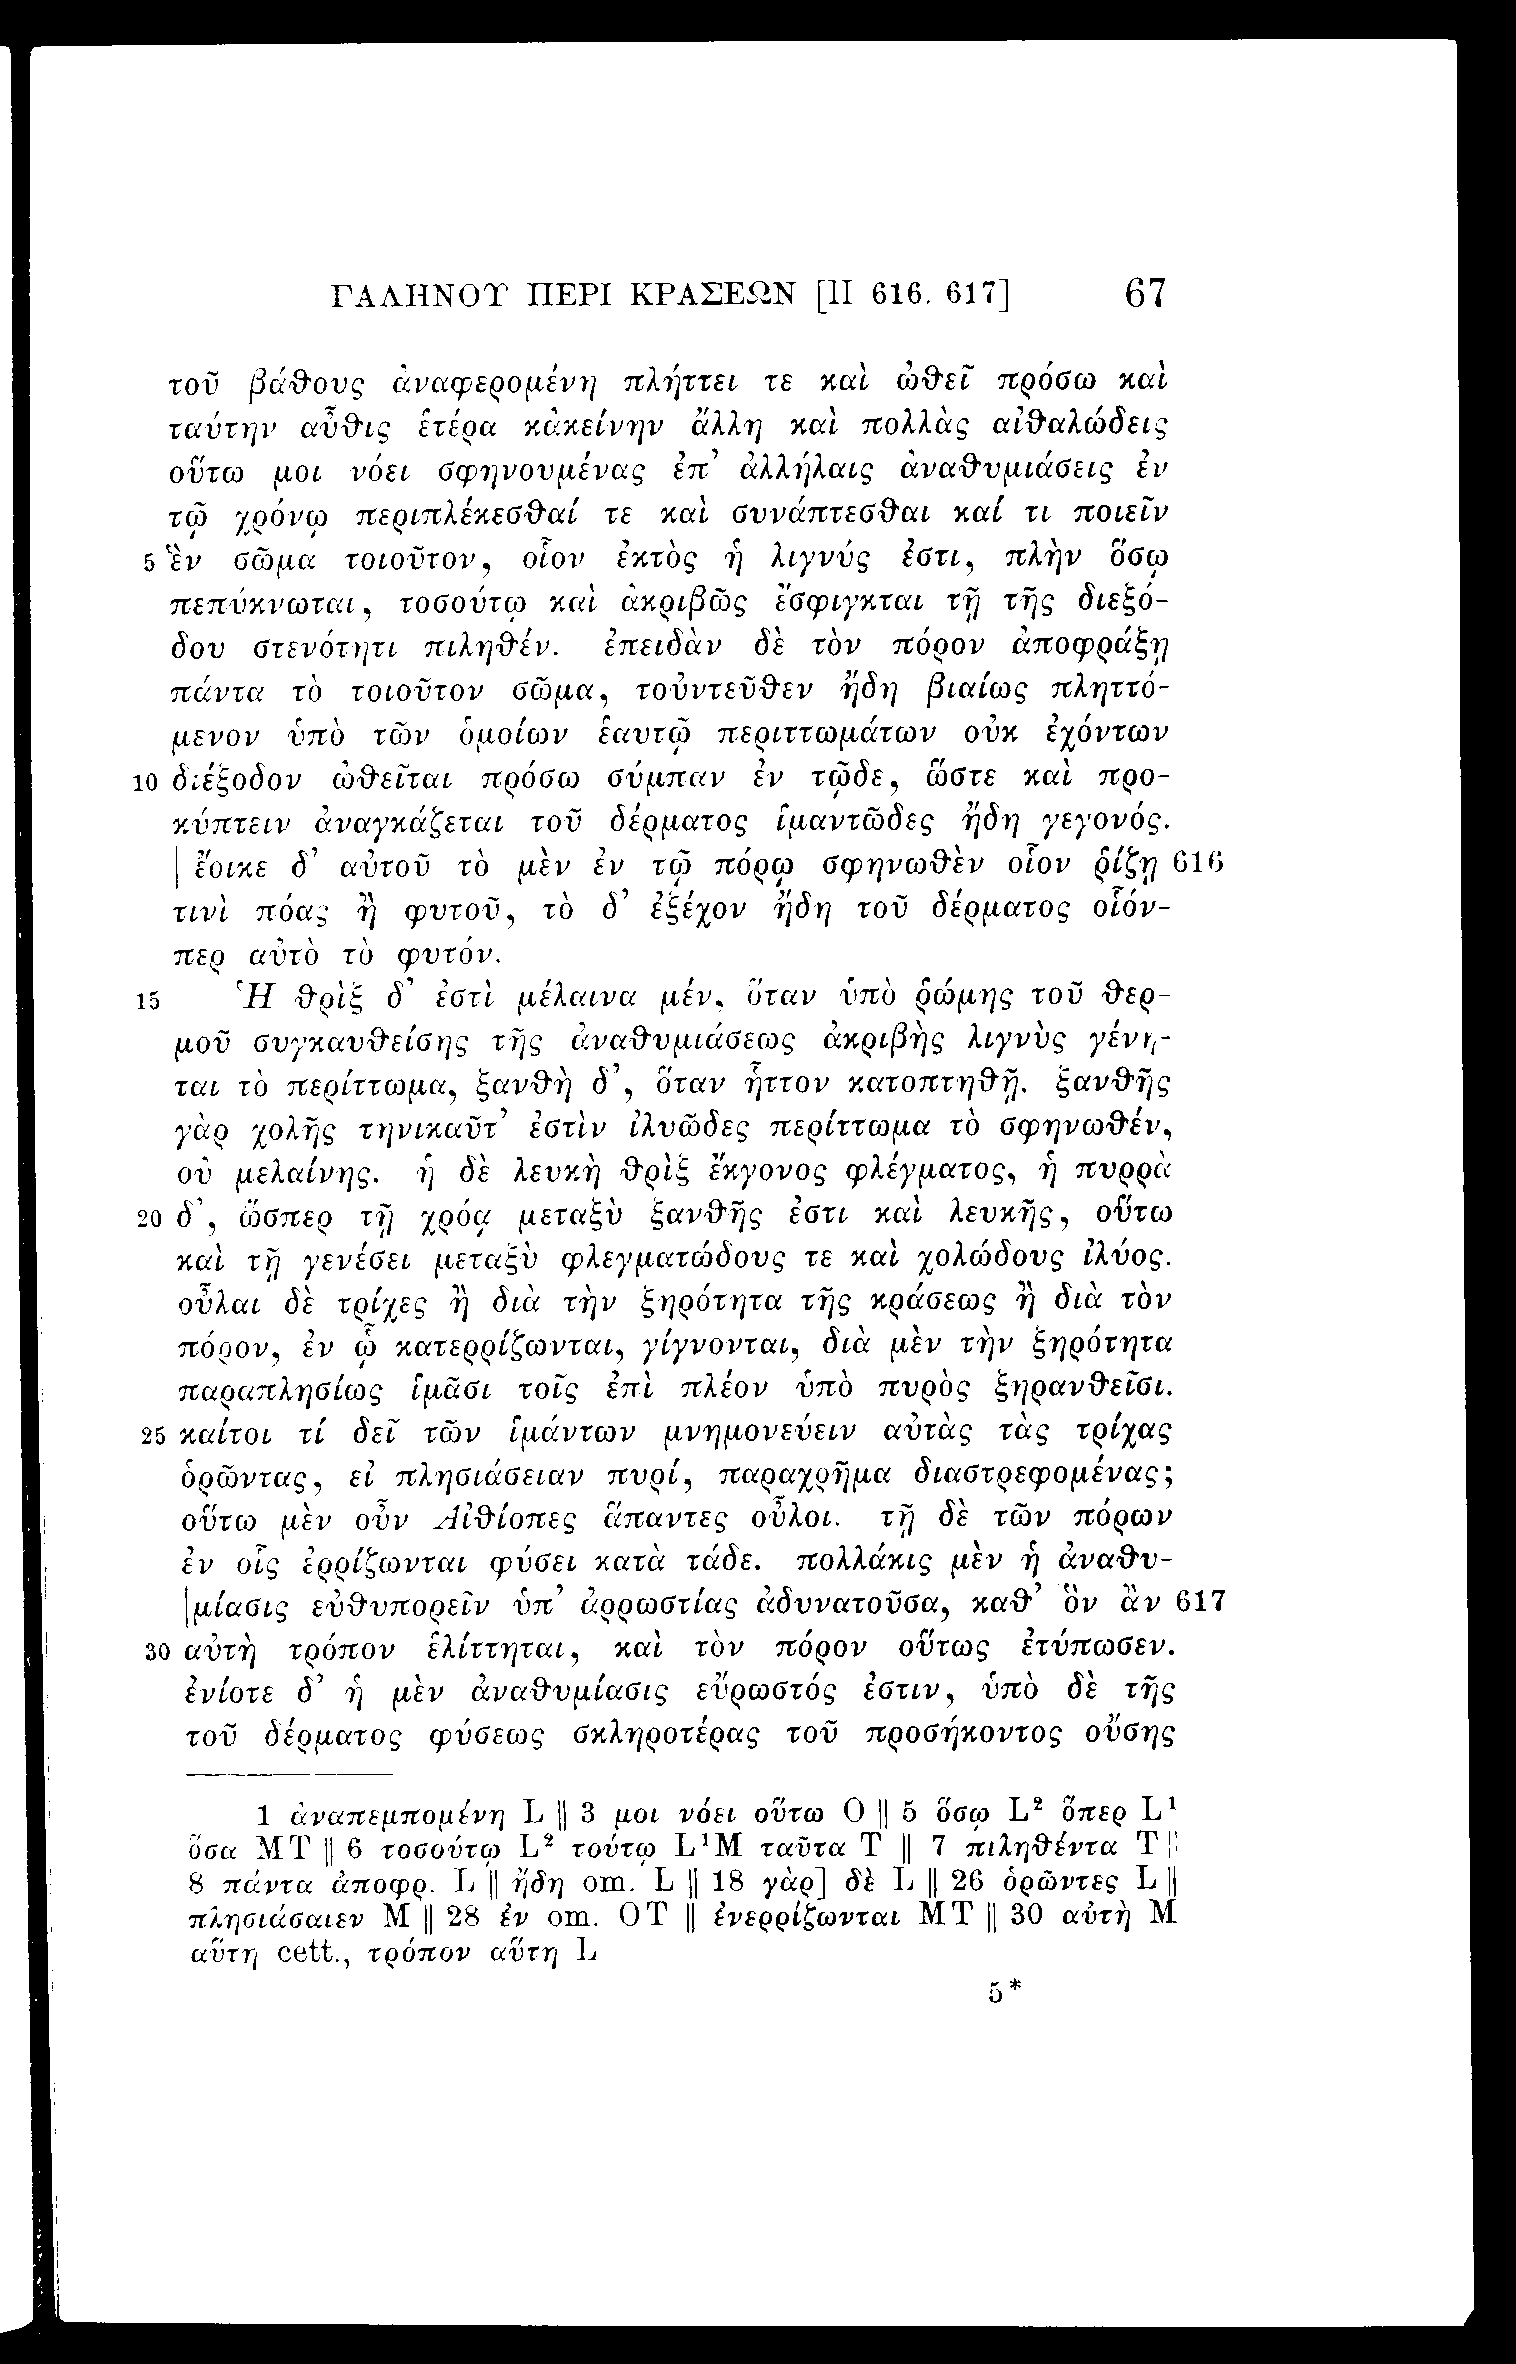 ΓΑΛΗΝΟΥ ΠΕΡΙ ΚΡΑΣΕΩΝ [II 616. 617] 67
τοῦ βάθους ἀναφερομένη πλήττει τε καὶ ὠθεῖ πρόσω καὶ
ταύτην αὖθις ἑτέρα κἀκείνην ἄλλη καὶ πολλὰς αἰθαλώδεις
οὕτω μοι νόει σφηνουμένας ἐπ’ ἀλλήλαις ἀναθυμιάσεις ἐν
τῷ χρόνῳ περιπλέκεσθαί τε καὶ συνάπτεσθαι καί τι ποιεῖν
5 ἓν σῶμα τοιοῦτον, οἷον ἐκτὸς ἡ λιγνύς ἐστι, πλὴν ὅσῳ
πεπύκνωται, τοσούτῳ καὶ ἀκριβῶς ἔσφιγκται τῇ τῆς διεξό-
δου στενότητι πιληθέν. ἐπειδὰν δὲ τὸν πόρον ἀποφράξῃ
πάντα τὸ τοιοῦτον σῶμα, τοὐντεῦθεν ἤδη βιαίως πληττό-
μενον ὑπὸ τῶν ὁμοίων ἑαυτῷ περιττωμάτων οὐκ ἐχόντων
10 διέξοδον ὠθεῖται πρόσω σύμπαν ἐν τῷδε, ὥστε καὶ προ-
κύπτειν ἀναγκάζεται τοῦ δέρματος ἱμαντῶδες ἤδη γεγονός.
| ἔοικε δ’ αὐτοῦ τὸ μὲν ἐν τῷ πόρῳ σφηνωθὲν οἷον ῥίζῃ 616
τινὶ πόας ἢ φυτοῦ, τὸ δ’ ἐξέχον ἤδη τοῦ δέρματος οἷόν-
περ αὐτὸ τὸ φυτόν.
15 Ἡ θρὶξ δ’ ἐστὶ μέλαινα μέν, ὅταν ὑπὸ ῥώμης τοῦ θερ-
μοῦ συγκαυθείσης τῆς ἀναθυμιάσεως ἀκριβὴς λιγνὺς γένη-
ται τὸ περίττωμα, ξανθὴ δ’, ὅταν ἧττον κατοπτηθῇ. ξανθῆς
γὰρ χολῆς τηνικαῦτ’ ἐστὶν ἰλυῶδες περίττωμα τὸ σφηνωθέν,
οὐ μελαίνης. ἡ δὲ λευκὴ θρὶξ ἔκγονος φλέγματος, ἡ πυρρὰ
20 δ’, ὥσπερ τῇ χρόᾳ μεταξὺ ξανθῆς ἐστι καὶ λευκῆς, οὕτω
καὶ τῇ γενέσει μεταξὺ φλεγματώδους τε καὶ χολώδους ἰλύος.
οὖλαι δὲ τρίχες ἢ διὰ τὴν ξηρότητα τῆς κράσεως ἢ διὰ τὸν
πόρον, ἐν ᾧ κατερρίζωνται, γίγνονται, διὰ μὲν τὴν ξηρότητα
παραπλησίως ἱμᾶσι τοῖς ἐπὶ πλέον ὑπὸ πυρὸς ξηρανθεῖσι.
25 καίτοι τί δεῖ τῶν ἱμάντων μνημονεύειν αὐτὰς τὰς τρίχας
ὁρῶντας, εἰ πλησιάσειαν πυρί, παραχρῆμα διαστρεφομένας;
οὕτω μὲν οὖν Αἰθίοπες ἅπαντες οὖλοι. τῇ δὲ τῶν πόρων
ἐν οἷς ἐρρίζωνται φύσει κατὰ τάδε. πολλάκις μὲν ἡ ἀναθυ-
|μίασις εὐθυπορεῖν ὑπ’ ἀρρωστίας ἀδυνατοῦσα, καθ’ ὃν ἂν 617
30 αὐτὴ τρόπον ἑλίττηται, καὶ τὸν πόρον οὕτως ἐτύπωσεν.
ἐνίοτε δ’ ἡ μὲν ἀναθυμίασις εὔρωστός ἐστιν, ὑπὸ δὲ τῆς
τοῦ δέρματος φύσεως σκληροτέρας τοῦ προσήκοντος οὔσης
1 ἀναπεμπομένη L || 3 μοι νόει οὕτω O || 5 ὅσῳ L² ὅπερ L¹
ὅσα MT || 6 τοσούτῳ L² τούτῳ L¹M ταῦτα T || 7 πιληθέντα T ||
8 πάντα ἀποφρ. L || ἤδη om. L || 18 γὰρ] δὲ L || 26 ὁρῶντες L ||
πλησιάσαιεν M || 28 ἐν om. OT || ἐνερρίζωνται MT || 30 αὐτὴ M
αὕτη cett., τρόπον αὕτη L
5*